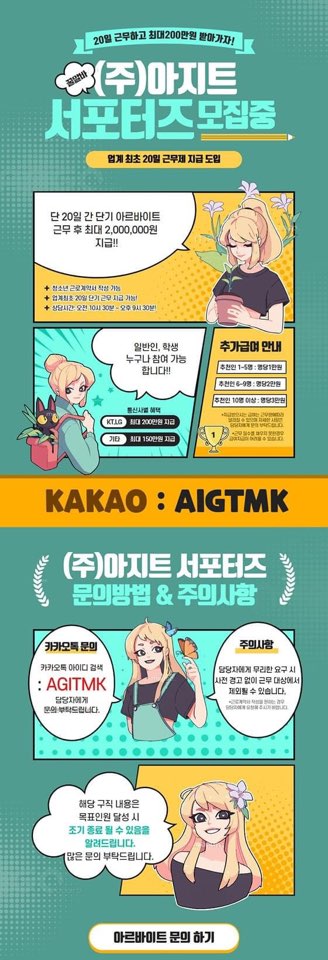 20일 근무하고 최대200만원 받아가자!
꿀알바
(주)아지트
서포터즈 모집중
업계 최초 20일 근무제 지급 도입
단 20일 간 단기 아르바이트
근무 후 최대 2,000,000원
지급!!
+ 청소년 근로계약서 작성 가능
+ 업계최초 20일 단기 근무 지급 가능!
+ 상담시간: 오전 10시 30분 - 오후 9시 30분!
일반인, 학생
누구나 참여 가능
합니다!!
통신사별 혜택
KT,LG 최대 200만원 지급
기타 최대 150만원 지급
추가급여 안내
추천인 1~5명 : 명당1만원
추천인 6~9명 : 명당2만원
추천인 10명 이상 : 명당3만원
1
KAKAO : AIGTMK
(주)아지트 서포터즈
문의방법 & 주의사항
카카오톡 문의
카카오톡 아이디 검색
: AGITMK
담당자에게
문의 부탁드립니다.
주의사항
담당자에게 무리한 요구 시
사전 경고 없이 근무 대상에서
제외될 수 있습니다.
해당 구직 내용은
목표인원 달성 시
조기 종료 될 수 있음을
알려드립니다.
많은 문의 부탁드립니다.
아르바이트 문의 하기